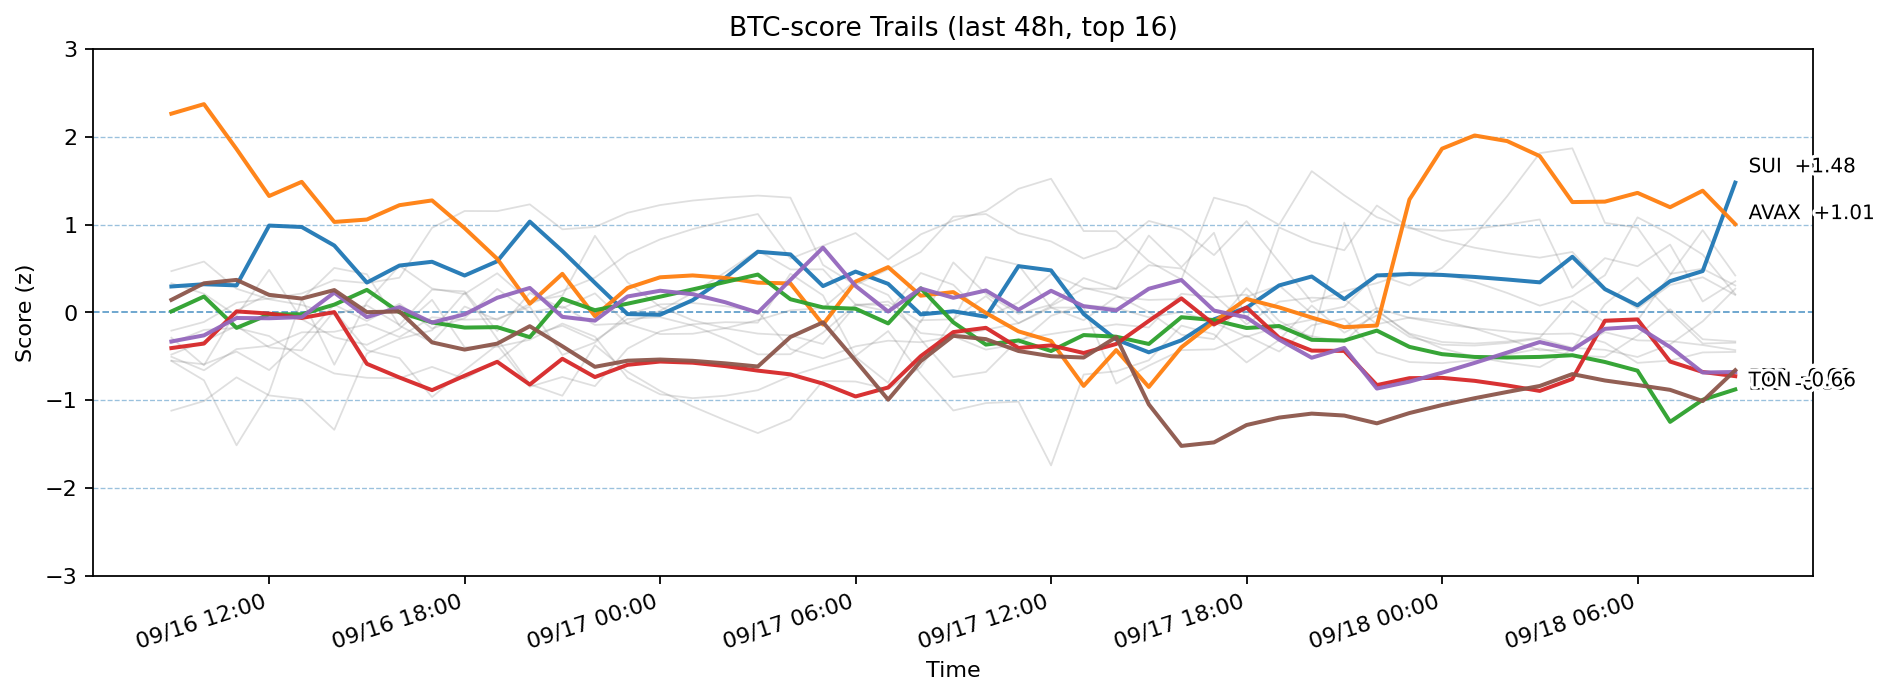 BTC-score Trails (last 48h, top 16)
3
2
1
0
−1
−2
−3
Score (z)
SUI +1.48
AVAX +1.01
TON -0.66
09/16 12:00
09/16 18:00
09/17 00:00
09/17 06:00
09/17 12:00
09/17 18:00
09/18 00:00
09/18 06:00
Time